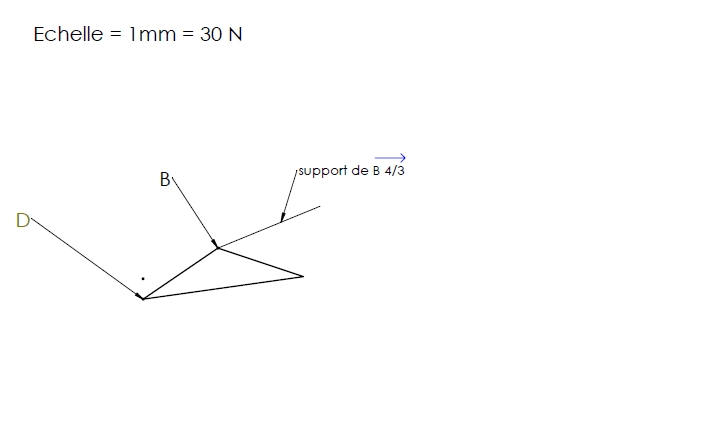 Echelle = 1mm = 30 N
support de B 4/3
B
D